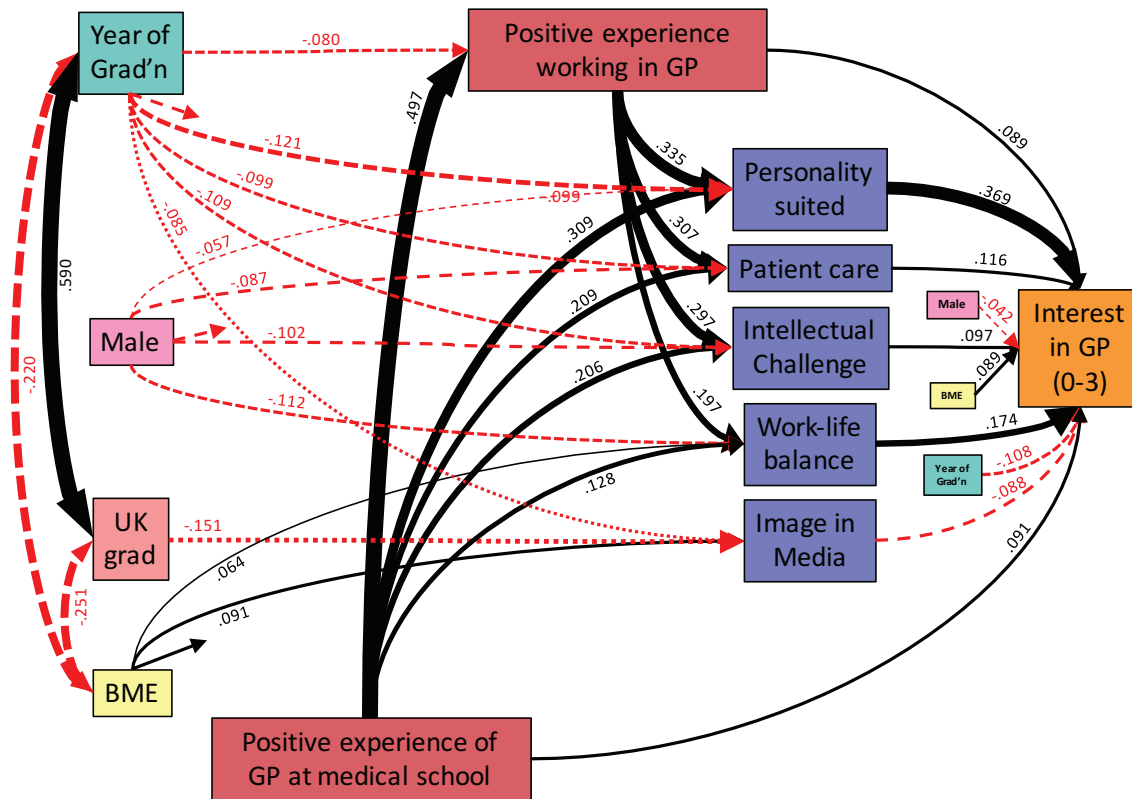 Year of
Grad'n
-.080
Positive experience
working in GP
.497
.089
-.121
.335
Personality
suited
.369
-.099
.099
-.109
.309
.307
-.085
-.057
Patient care
.116
.590
-.087
.209
Male
-.042
Interest
in GP
(0-3)
Male
-.102
.297
Intellectual
Challenge
.097
.206
BME
.089
-.220
-.112
.197
Work-life
balance
.174
Year of
Grad'n
-.108
.128
-.088
UK
grad
-.151
Image in
Media
.064
.091
-.251
.091
BME
Positive experience of
GP at medical school